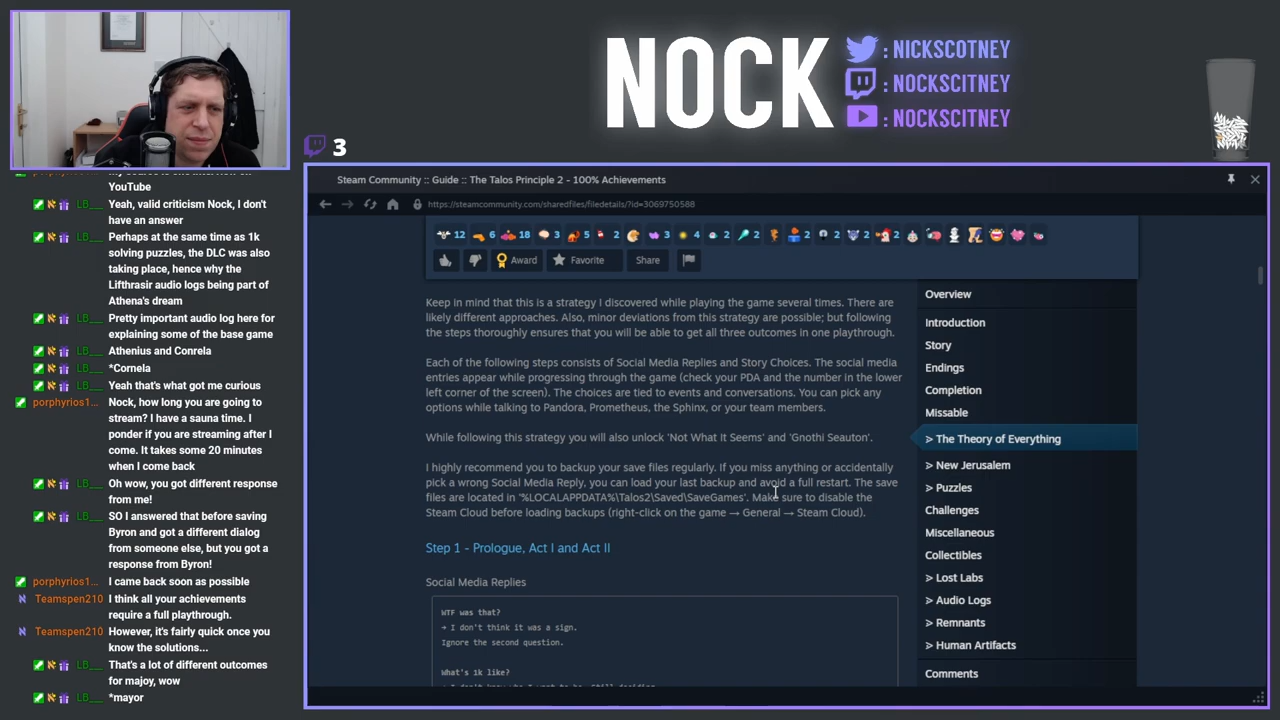 NOCK
: NICKSCOTNEY
: NOCKSCITNEY
: NOCKSCITNEY
3
YouTube
LB__ Yeah, valid criticism Nock, I don't
have an answer
LB__ Perhaps at the same time as 1k
solving puzzles, the DLC was also
taking place, hence why the
Lifthrasir audio logs being part of
Athena's dream
LB__ Pretty important audio log here for
explaining some of the base game
LB__ Athenius and Conrela
LB__ *Cornela
LB__ Yeah that's what got me curious
porphyrios1... Nock, how long you are going to
stream? I have a sauna time. I
ponder if you are streaming after I
come. It takes some 20 minutes
when I come back
LB__ Oh wow, you got different response
from me!
LB__ SO I answered that before saving
Byron and got a different dialog
from someone else, but you got a
response from Byron!
porphyrios1... I came back soon as possible
Teamspen210 I think all your achievements
require a full playthrough.
Teamspen210 However, it's fairly quick once you
know the solutions...
LB__ That's a lot of different outcomes
for majoy, wow
LB__ *mayor
Steam Community :: Guide :: The Talos Principle 2 - 100% Achievements
https://steamcommunity.com/sharedfiles/filedetails/?id=3069750588
12 6 18 3 5 2 2 3 4 2 2 2 2 2 2 2
Award Favorite Share
Keep in mind that this is a strategy I discovered while playing the game several times. There are
likely different approaches. Also, minor deviations from this strategy are possible; but following
the steps thoroughly ensures that you will be able to get all three outcomes in one playthrough.
Each of the following steps consists of Social Media Replies and Story Choices. The social media
entries appear while progressing through the game (check your PDA and the number in the lower
left corner of the screen). The choices are tied to events and conversations. You can pick any
options while talking to Pandora, Prometheus, the Sphinx, or your team members.
While following this strategy you will also unlock 'Not What It Seems' and 'Gnothi Seauton'.
I highly recommend you to backup your save files regularly. If you miss anything or accidentally
pick a wrong Social Media Reply, you can load your last backup and avoid a full restart. The save
files are located in '%LOCALAPPDATA%\Talos2\Saved\SaveGames'. Make sure to disable the
Steam Cloud before loading backups (right-click on the game → General → Steam Cloud).
Step 1 - Prologue, Act I and Act II
Social Media Replies
WTF was that?
→ I don't think it was a sign.
Ignore the second question.
What's 1k like?
Overview
Introduction
Story
Endings
Completion
Missable
> The Theory of Everything
> New Jerusalem
> Puzzles
Challenges
Miscellaneous
Collectibles
> Lost Labs
> Audio Logs
> Remnants
> Human Artifacts
Comments